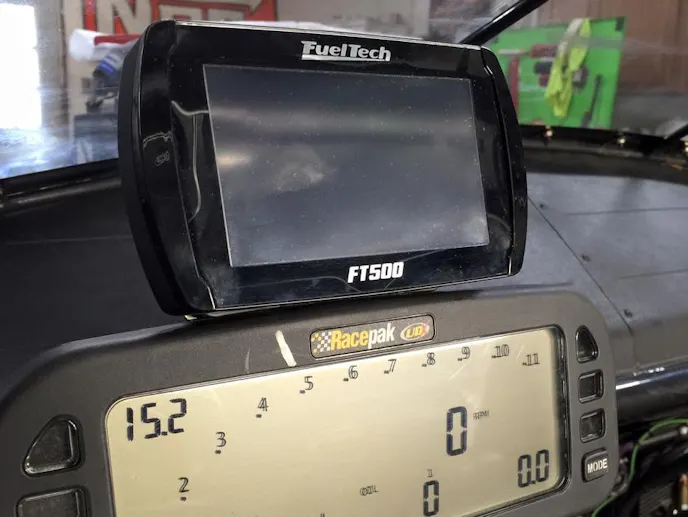 FuelTech
FT500
Racepak UD
.5 .6 .7 .8 .9 .10 .11
15.2 .4
.3
0 RPM
.2
OIL 1 0
0.0
MODE